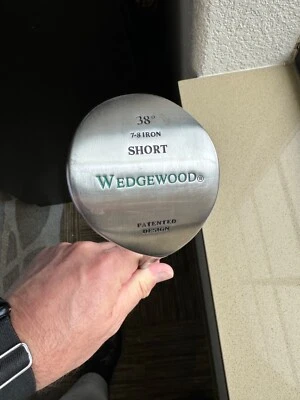 38°
7-8 IRON
SHORT
WEDGEWOOD®
PATENTED
DESIGN